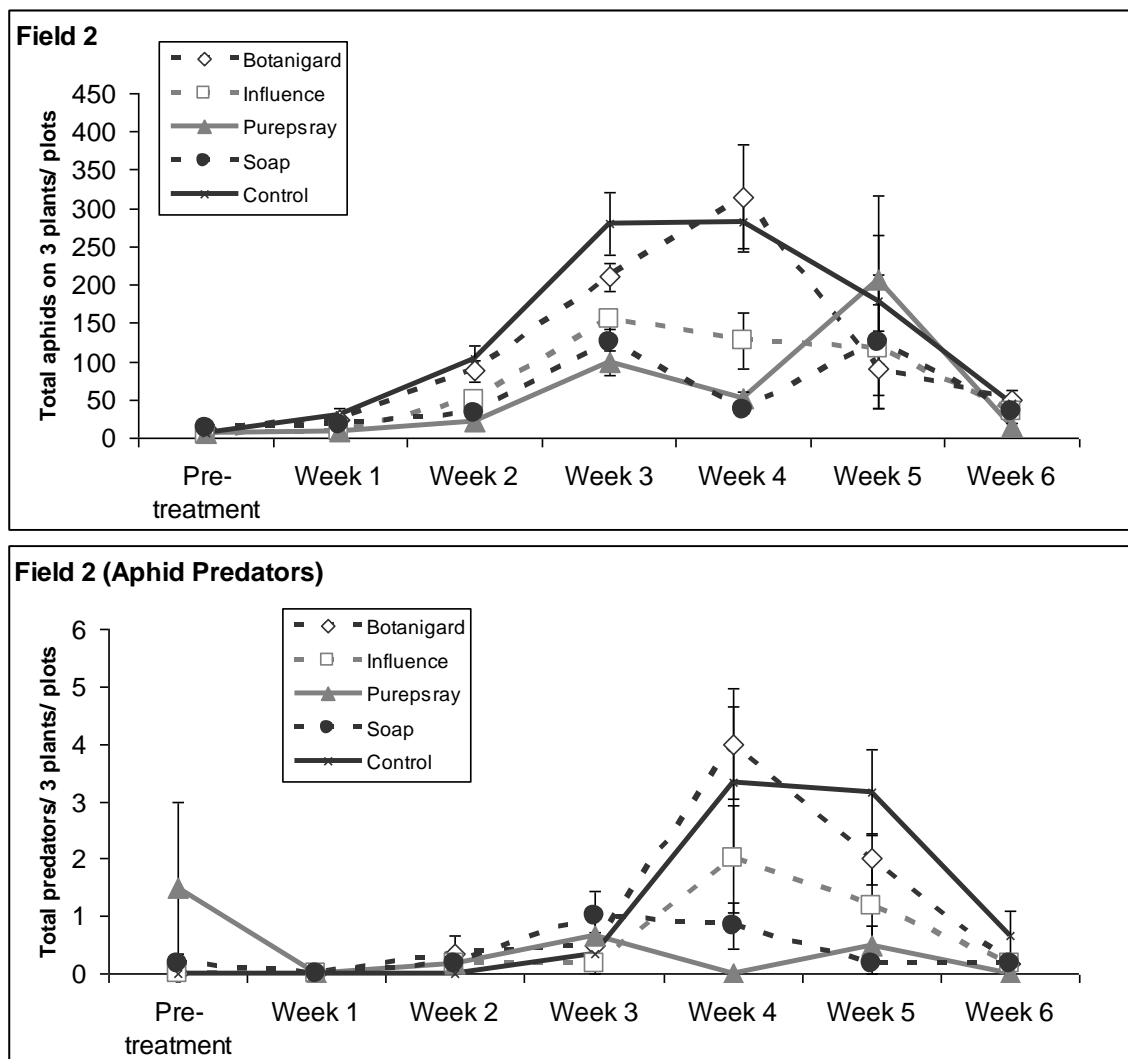 Field 2
Botanigard
Influence
Purepsray
Soap
Control
Total aphids on 3 plants/ plots
450
400
350
300
250
200
150
100
50
0
Pre-
treatment
Week 1
Week 2
Week 3
Week 4
Week 5
Week 6
Field 2 (Aphid Predators)
Botanigard
Influence
Purepsray
Soap
Control
Total predators/ 3 plants/ plots
6
5
4
3
2
1
0
Pre-
treatment
Week 1
Week 2
Week 3
Week 4
Week 5
Week 6